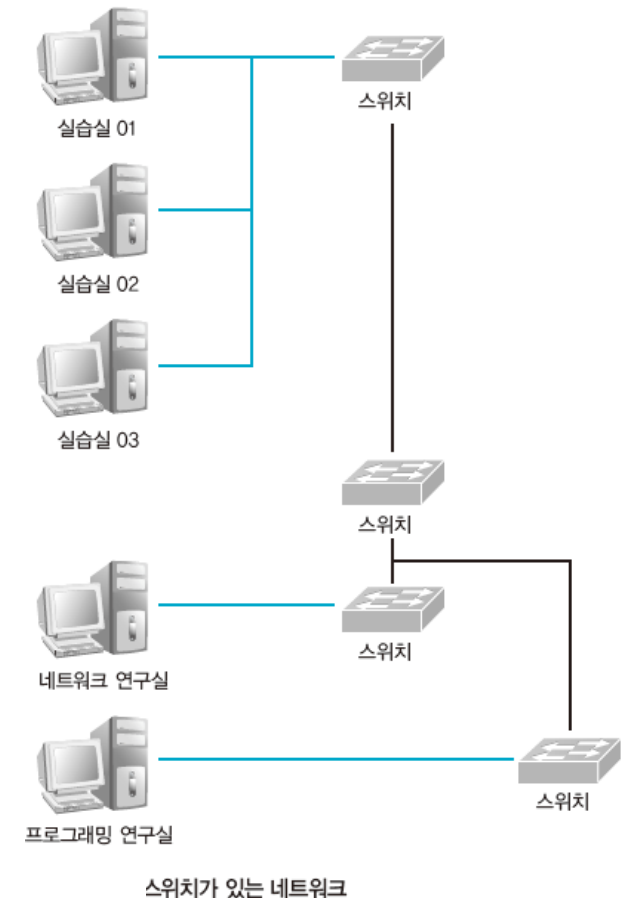 실습실 01
스위치
실습실 02
실습실 03
스위치
스위치
네트워크 연구실
스위치
프로그래밍 연구실
스위치가 있는 네트워크